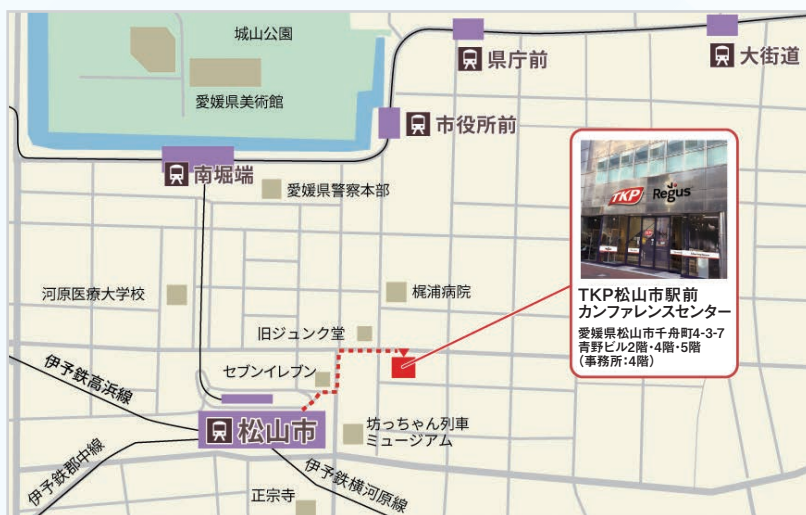 城山公園
愛媛県美術館
県庁前
大街道
市役所前
南堀端
愛媛県警察本部
TKP
Regus
河原医療大学校
梶浦病院
TKP松山市駅前
カンファレンスセンター
愛媛県松山市千舟町4-3-7
青野ビル2階・4階・5階
（事務所：4階）
旧ジュンク堂
セブンイレブン
伊予鉄高浜線
松山市
坊っちゃん列車
ミュージアム
伊予鉄郡中線
伊予鉄横河原線
正宗寺